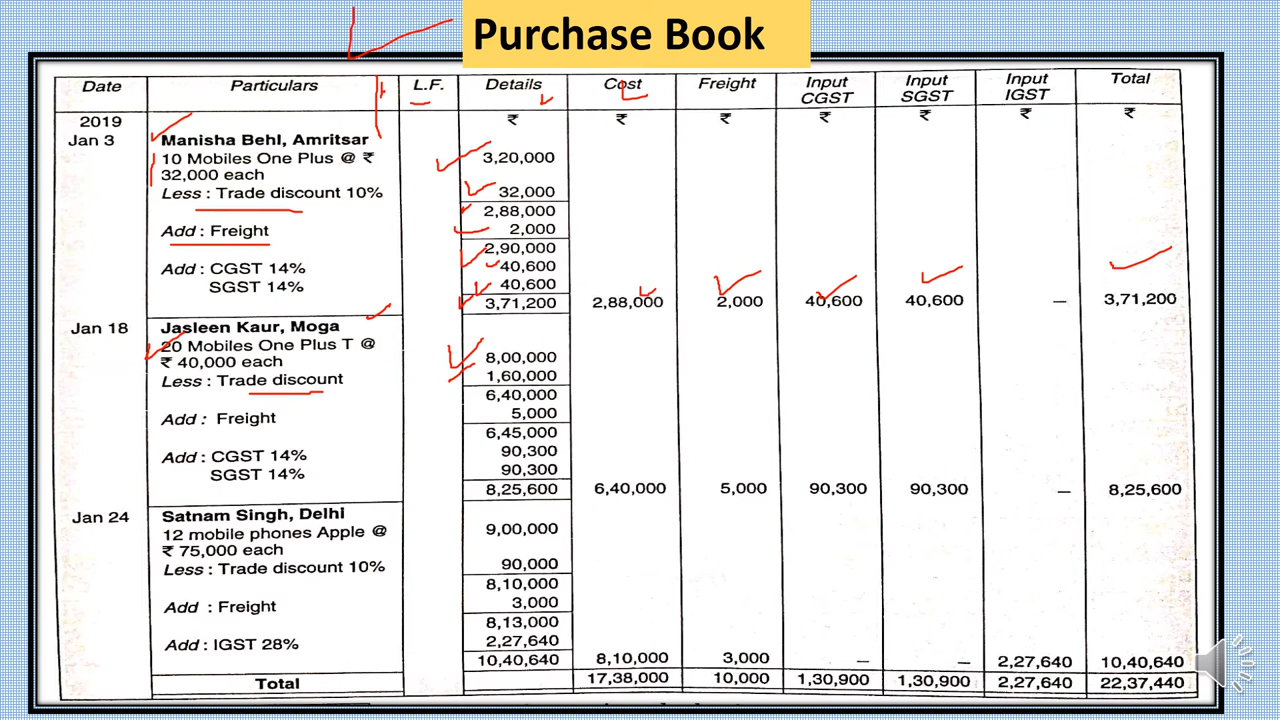 Purchase Book
Date Particulars L.F. Details Cost Freight Input CGST Input SGST Input IGST Total
2019 ₹ ₹ ₹ ₹ ₹ ₹ ₹
Jan 3 Manisha Behl, Amritsar
10 Mobiles One Plus @ ₹ 3,20,000
32,000 each
Less : Trade discount 10% 32,000
2,88,000
Add : Freight 2,000
2,90,000
Add : CGST 14% 40,600
SGST 14% 40,600
3,71,200 2,88,000 2,000 40,600 40,600 — 3,71,200
Jan 18 Jasleen Kaur, Moga
20 Mobiles One Plus T @
₹ 40,000 each 8,00,000
Less : Trade discount 1,60,000
6,40,000
Add : Freight 5,000
6,45,000
Add : CGST 14% 90,300
SGST 14% 90,300
8,25,600 6,40,000 5,000 90,300 90,300 — 8,25,600
Jan 24 Satnam Singh, Delhi
12 mobile phones Apple @ 9,00,000
₹ 75,000 each
Less : Trade discount 10% 90,000
8,10,000
Add : Freight 3,000
8,13,000
Add : IGST 28% 2,27,640
10,40,640 8,10,000 3,000 — — 2,27,640 10,40,640
Total 17,38,000 10,000 1,30,900 1,30,900 2,27,640 22,37,440